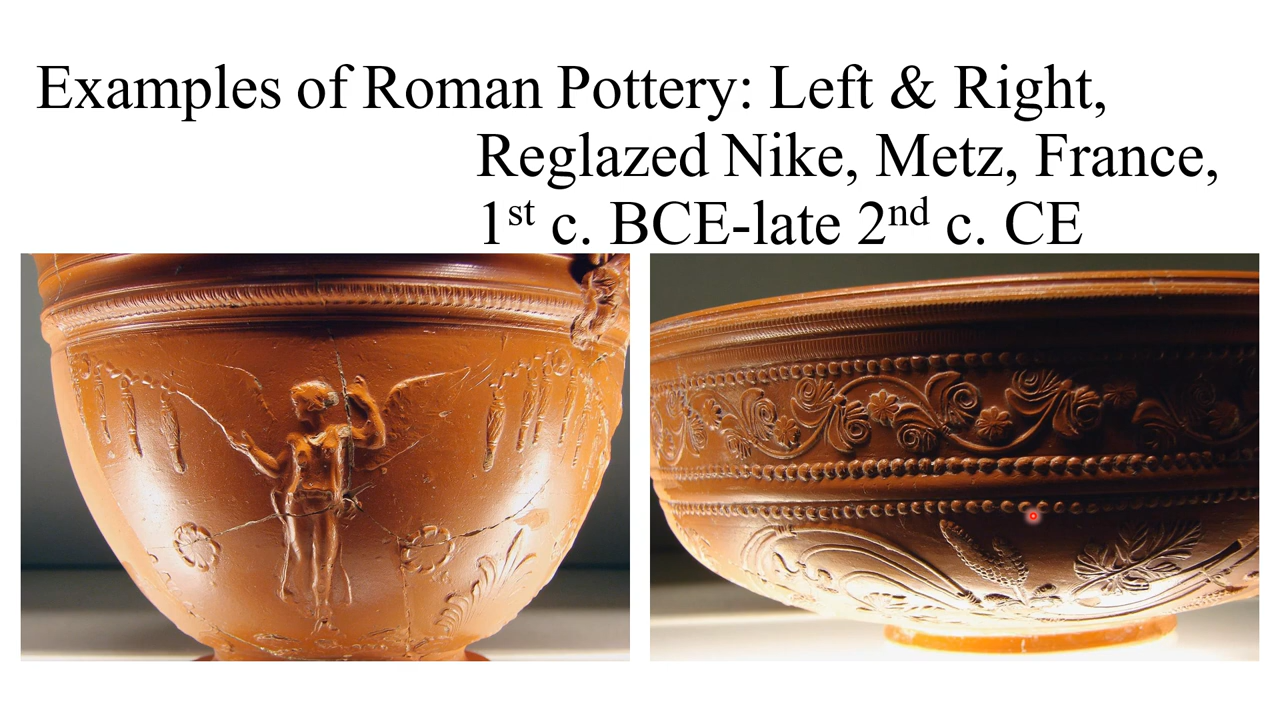 Examples of Roman Pottery: Left & Right,
Reglazed Nike, Metz, France,
1st c. BCE-late 2nd c. CE